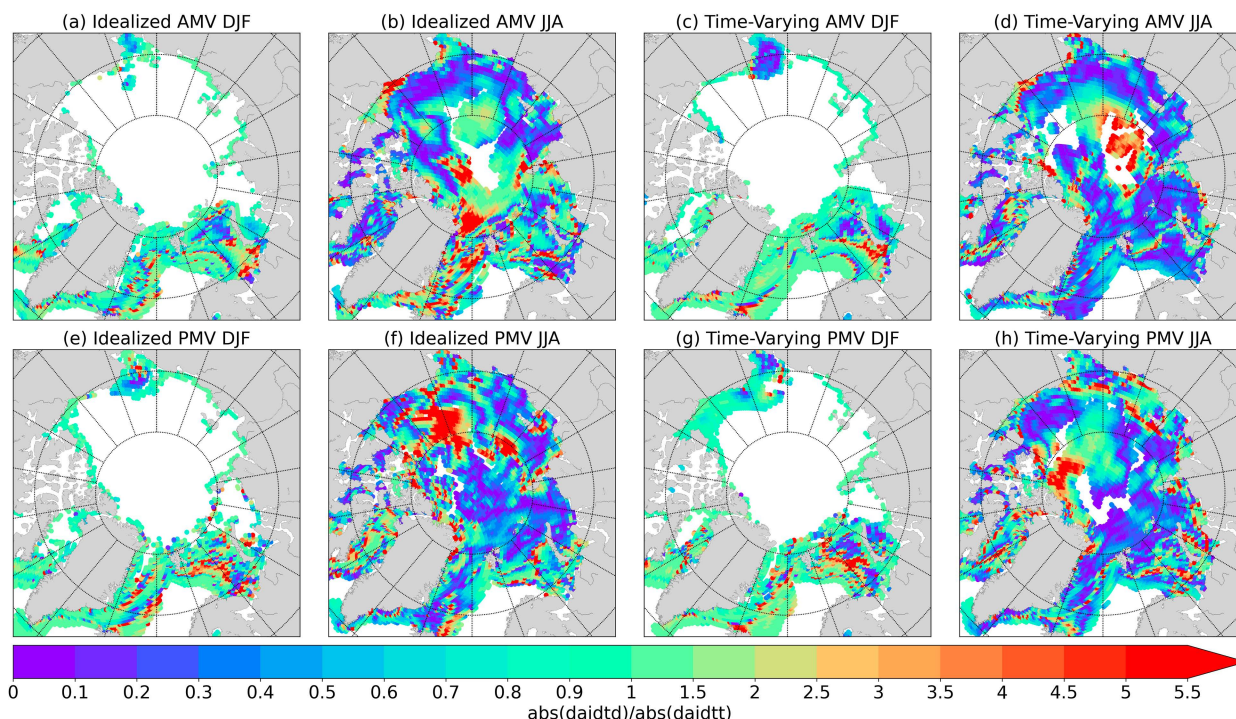 (a) Idealized AMV DJF
(b) Idealized AMV JJA
(c) Time-Varying AMV DJF
(d) Time-Varying AMV JJA
(e) Idealized PMV DJF
(f) Idealized PMV JJA
(g) Time-Varying PMV DJF
(h) Time-Varying PMV JJA
0 0.1 0.2 0.3 0.4 0.5 0.6 0.7 0.8 0.9 1 1.5 2 2.5 3 3.5 4 4.5 5 5.5
abs(daidtd)/abs(daidtt)